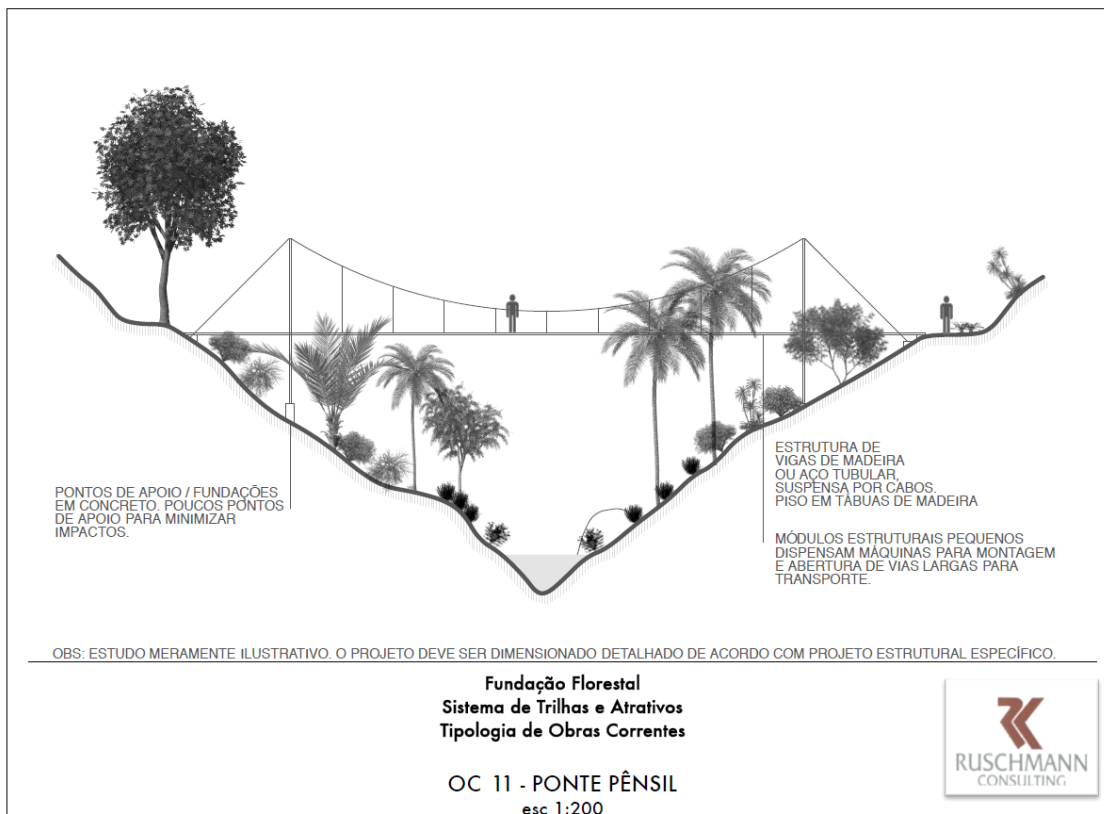 PONTOS DE APOIO / FUNDAÇÕES
EM CONCRETO. POUCOS PONTOS
DE APOIO PARA MINIMIZAR
IMPACTOS.
ESTRUTURA DE
VIGAS DE MADEIRA
OU AÇO TUBULAR,
SUSPENSA POR CABOS.
PISO EM TÁBUAS DE MADEIRA
MÓDULOS ESTRUTURAIS PEQUENOS
DISPENSAM MÁQUINAS PARA MONTAGEM
E ABERTURA DE VIAS LARGAS PARA
TRANSPORTE.
OBS: ESTUDO MERAMENTE ILUSTRATIVO. O PROJETO DEVE SER DIMENSIONADO DETALHADO DE ACORDO COM PROJETO ESTRUTURAL ESPECÍFICO.
Fundação Florestal
Sistema de Trilhas e Atrativos
Tipologia de Obras Correntes
OC 11 - PONTE PÊNSIL
esc 1:200
RUSCHMANN
CONSULTING